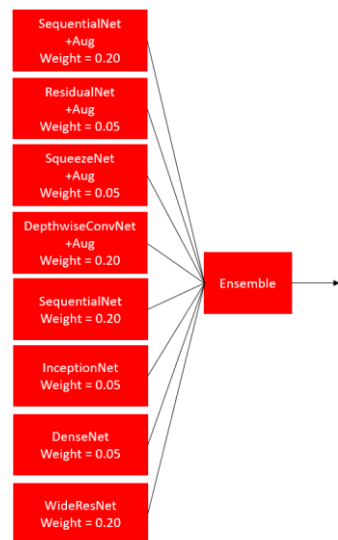 SequentialNet
+Aug
Weight = 0.20
ResidualNet
+Aug
Weight = 0.05
SqueezeNet
+Aug
Weight = 0.05
DepthwiseConvNet
+Aug
Weight = 0.20
SequentialNet
Weight = 0.20
InceptionNet
Weight = 0.05
DenseNet
Weight = 0.05
WideResNet
Weight = 0.20
Ensemble